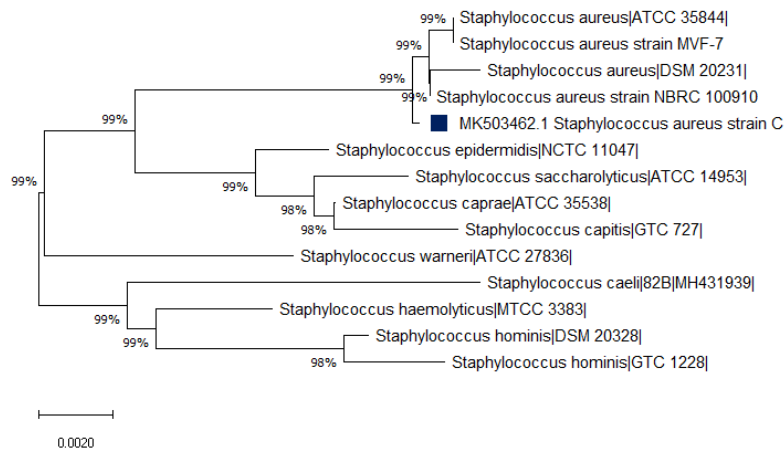 Staphylococcus aureus|ATCC 35844|
99%
99%
Staphylococcus aureus strain MVF-7
Staphylococcus aureus|DSM 20231|
99%
99%
Staphylococcus aureus strain NBRC 100910
99%
MK503462.1 Staphylococcus aureus strain C
Staphylococcus epidermidis|NCTC 11047|
99%
99%
Staphylococcus saccharolyticus|ATCC 14953|
98%
Staphylococcus caprae|ATCC 35538|
98%
Staphylococcus capitis|GTC 727|
Staphylococcus warneri|ATCC 27836|
Staphylococcus caeli|82B|MH431939|
99%
Staphylococcus haemolyticus|MTCC 3383|
99%
Staphylococcus hominis|DSM 20328|
98%
Staphylococcus hominis|GTC 1228|
0.0020